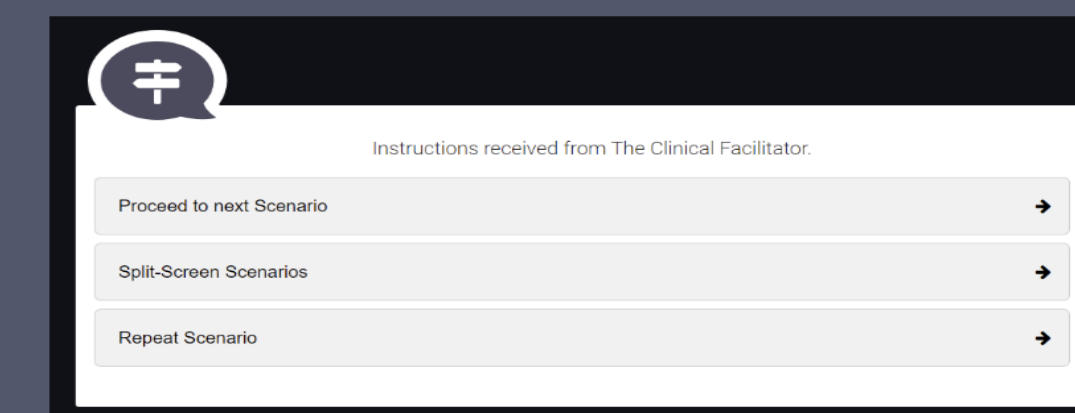 Instructions received from The Clinical Facilitator.
Proceed to next Scenario
Split-Screen Scenarios
Repeat Scenario